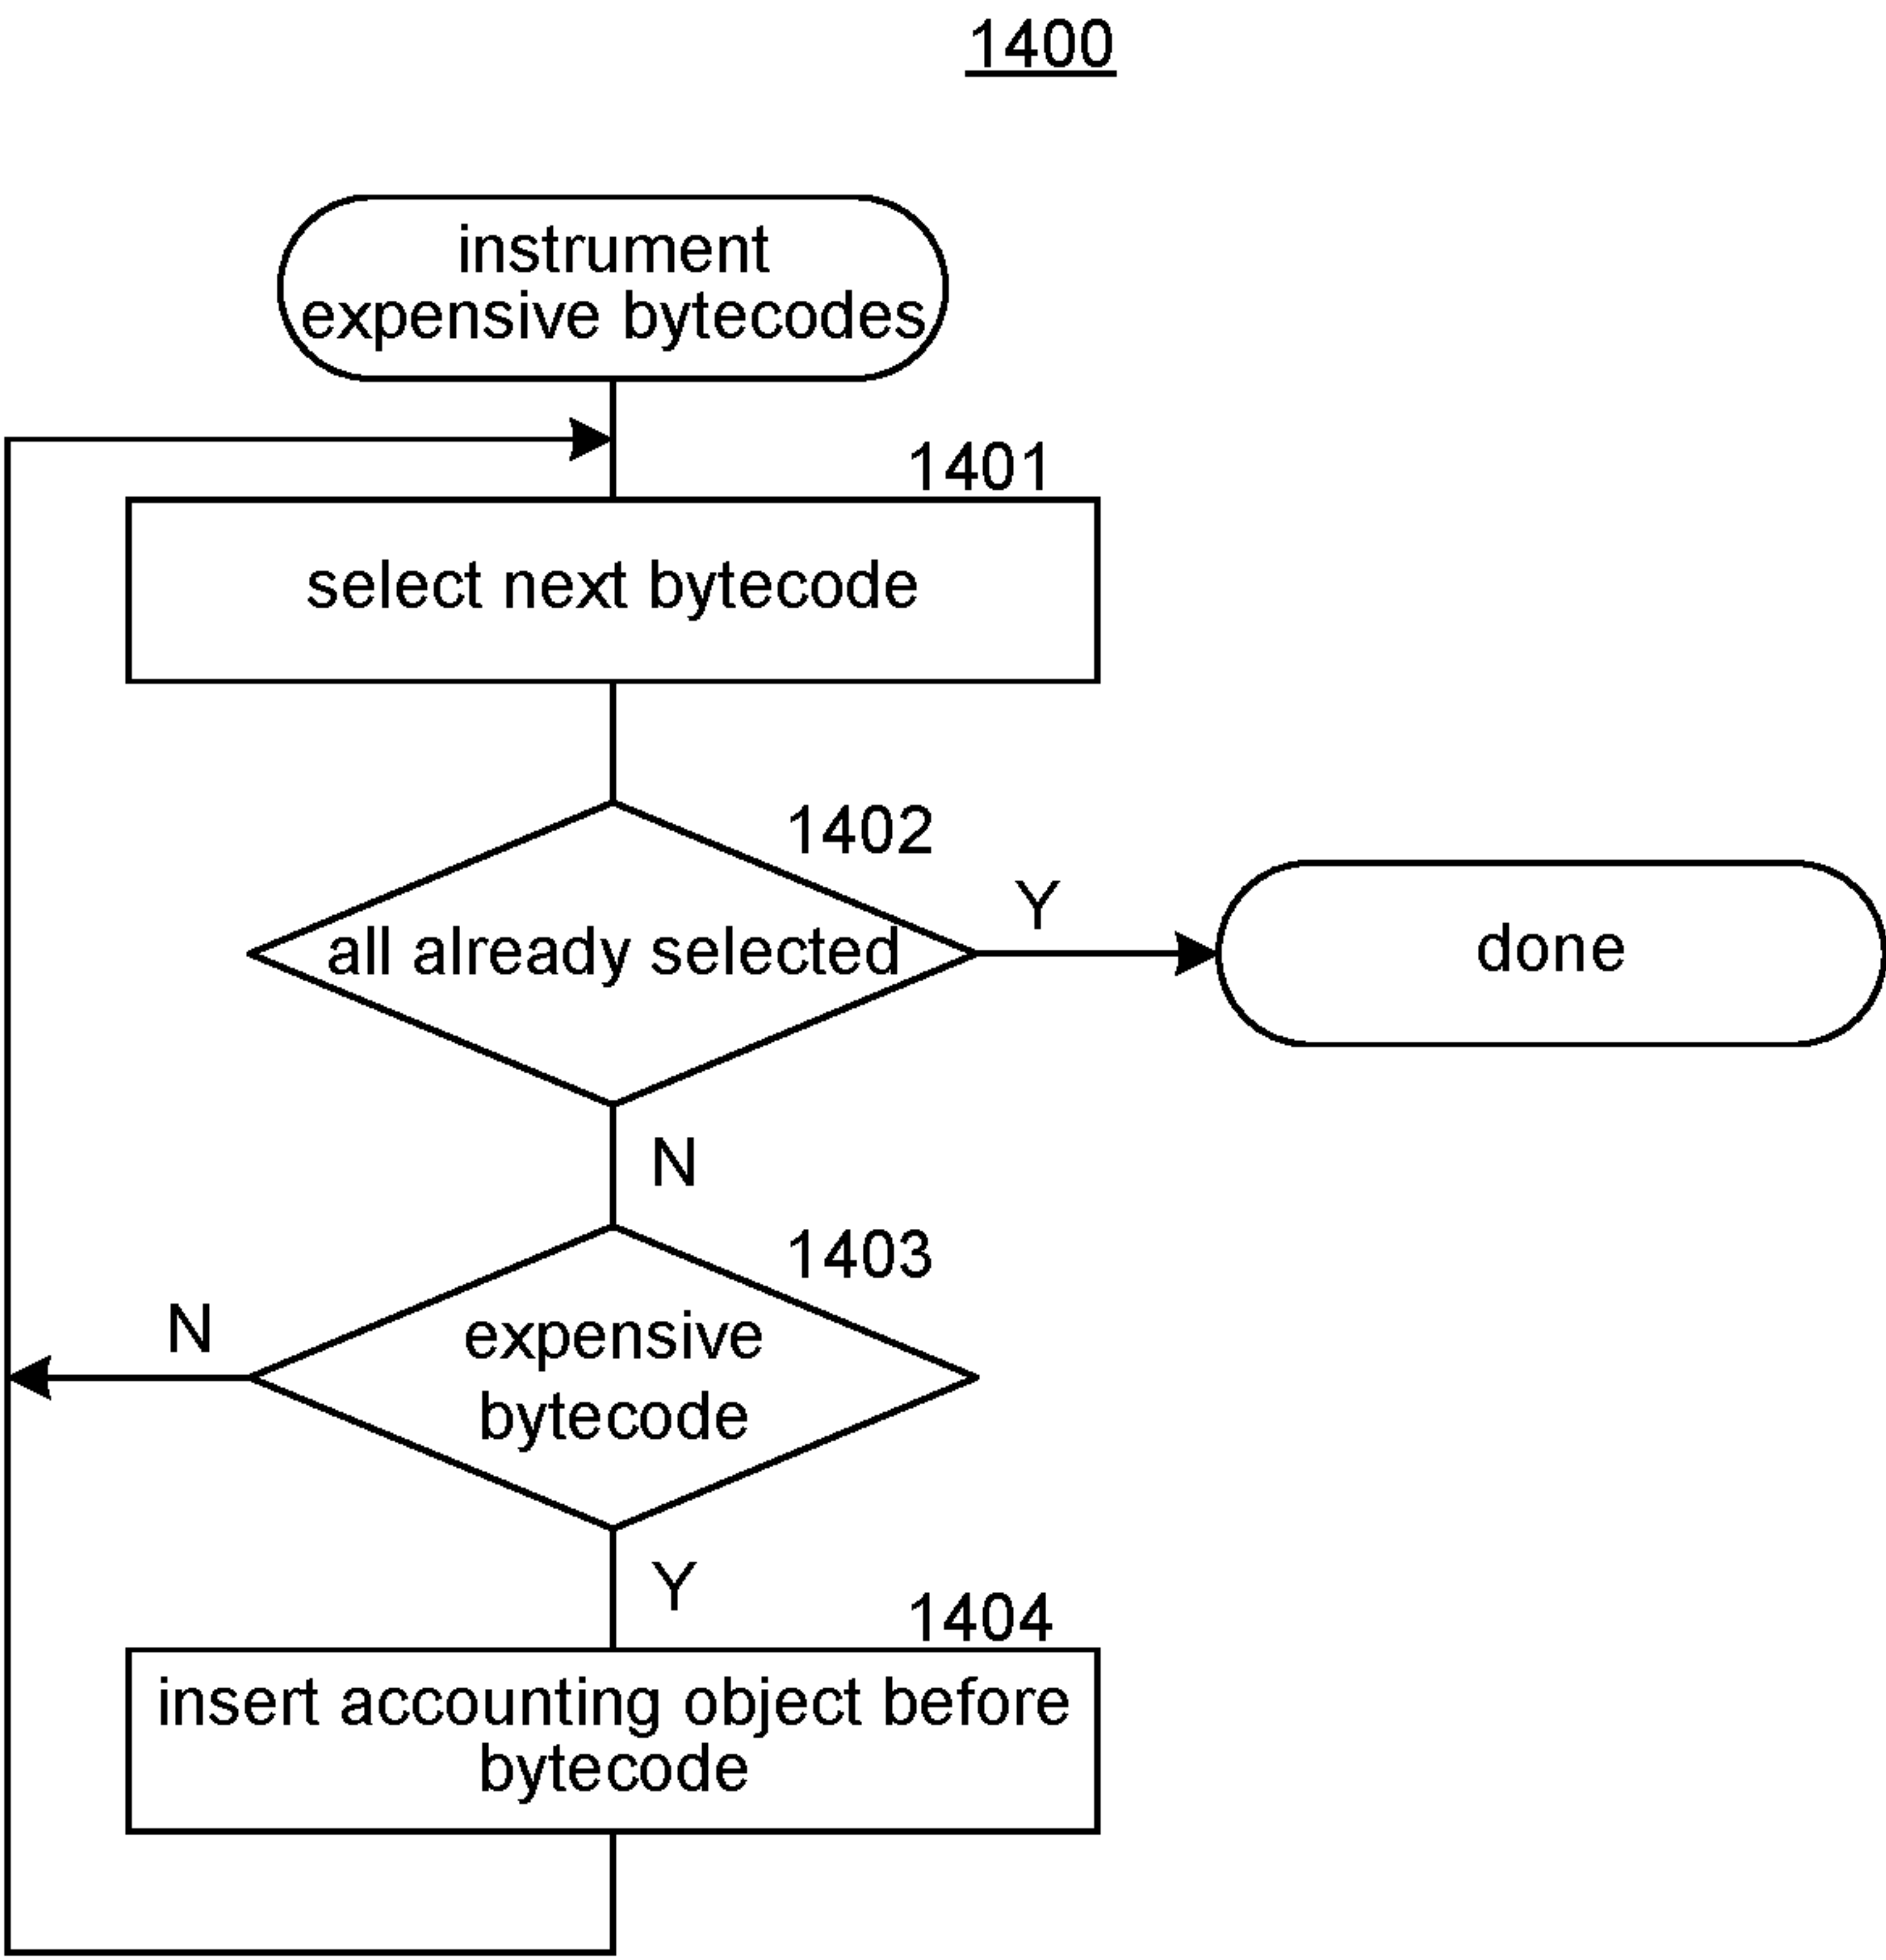 1400
instrument
expensive bytecodes
1401
select next bytecode
1402
Y
all already selected
done
N
1403
N
expensive
bytecode
Y
1404
insert accounting object before
bytecode